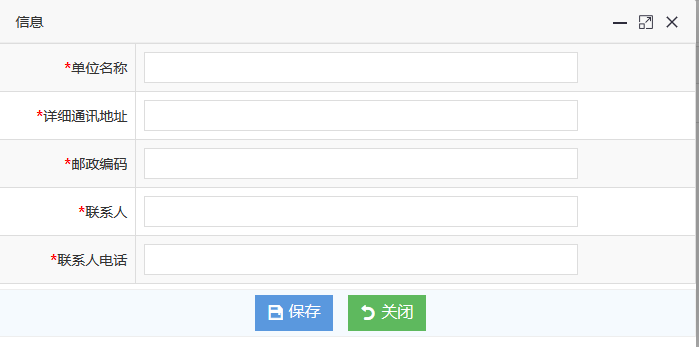 信息
*单位名称
*详细通讯地址
*邮政编码
*联系人
*联系人电话
保存 关闭